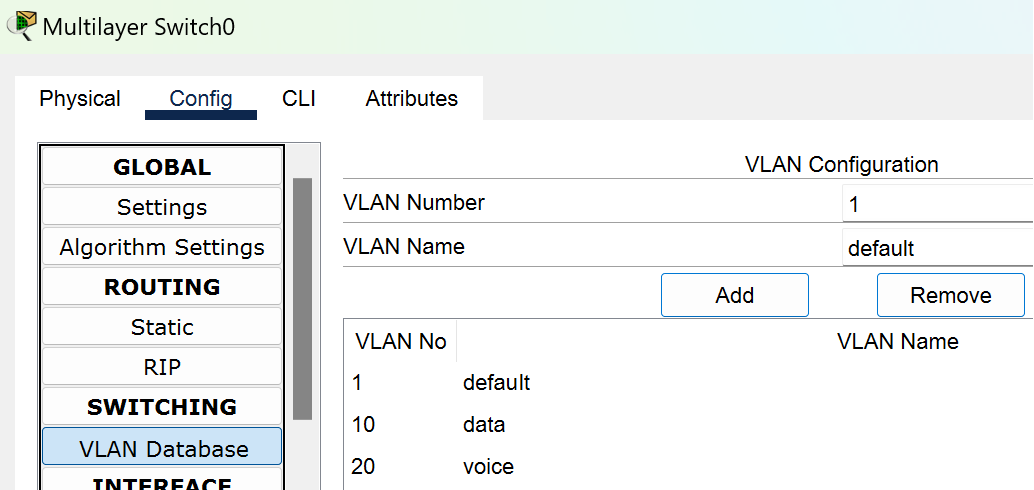 Multilayer Switch0
Physical Config CLI Attributes
GLOBAL
Settings
Algorithm Settings
ROUTING
Static
RIP
SWITCHING
VLAN Database
INTERFACE
VLAN Configuration
VLAN Number 1
VLAN Name default
Add Remove
VLAN No VLAN Name
1 default
10 data
20 voice